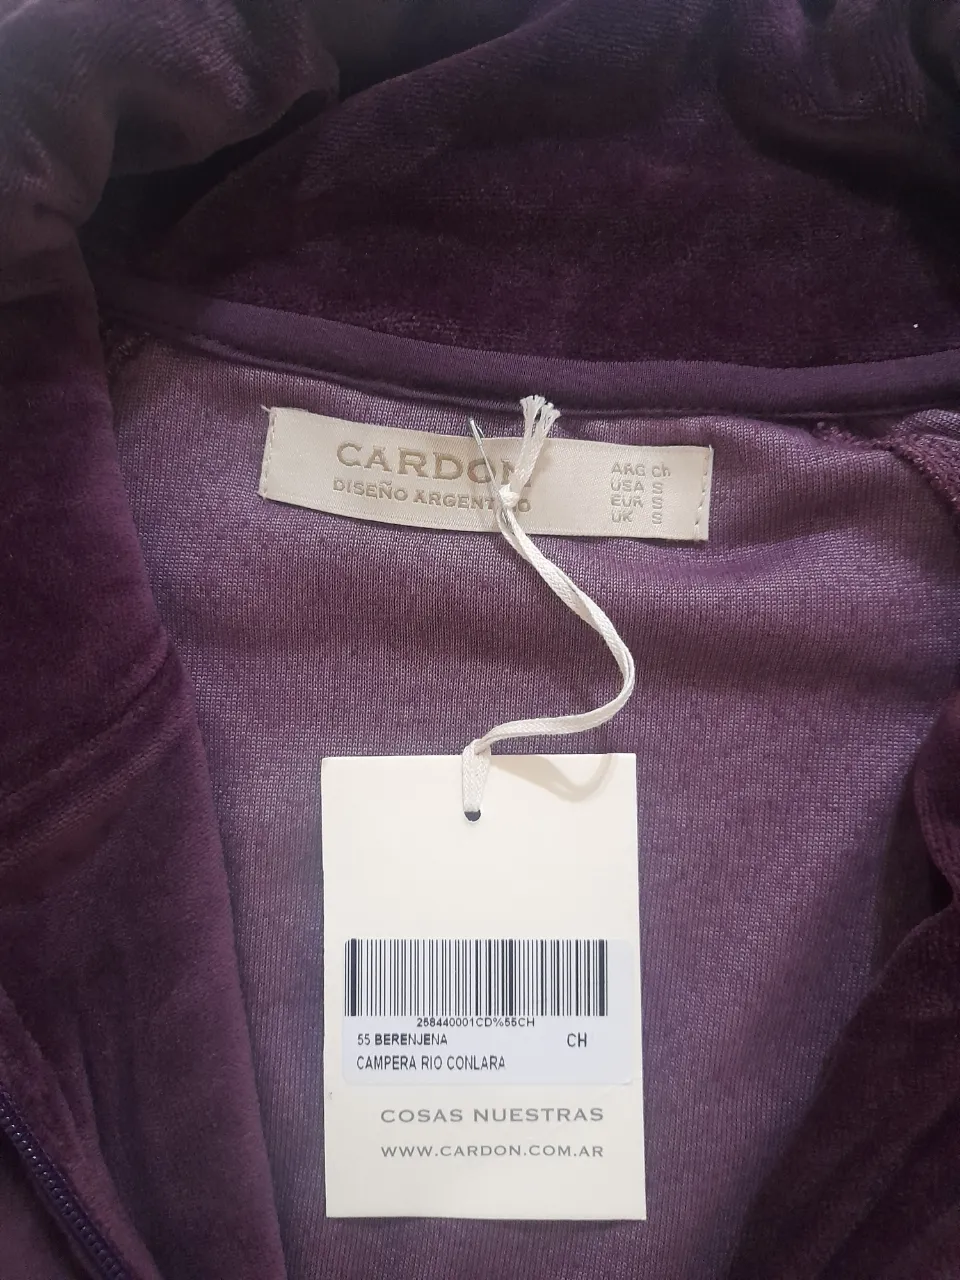 CARDON
DISEÑO ARGENTINO
ARG Ch
USA S
EUR S
UK S
258440001CD%55CH
55 BERENJENA CH
CAMPERA RIO CONLARA
COSAS NUESTRAS
WWW.CARDON.COM.AR